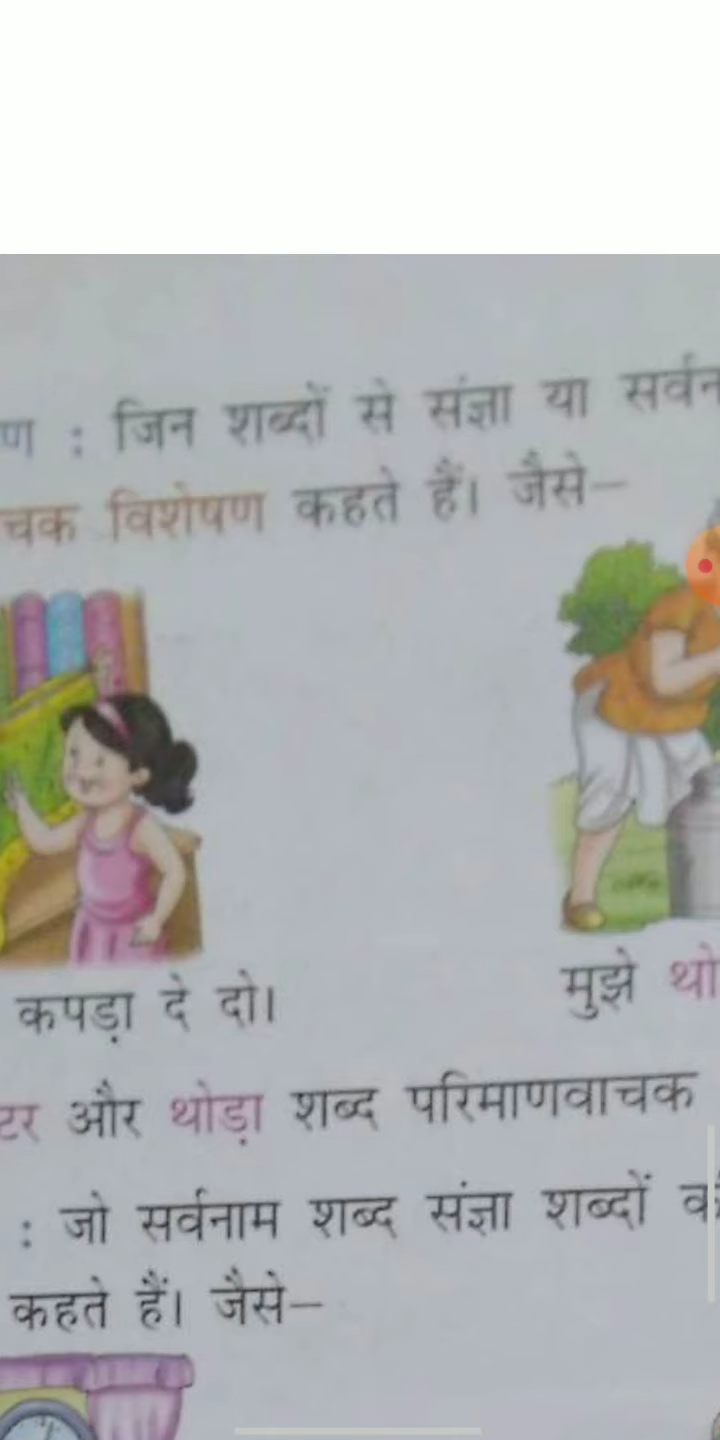 ण : जिन शब्दों से संज्ञा या सर्वन
चक विशेषण कहते हैं। जैसे—
कपड़ा दे दो।
मुझे थो
टर और थोड़ा शब्द परिमाणवाचक
: जो सर्वनाम शब्द संज्ञा शब्दों की
कहते हैं। जैसे—